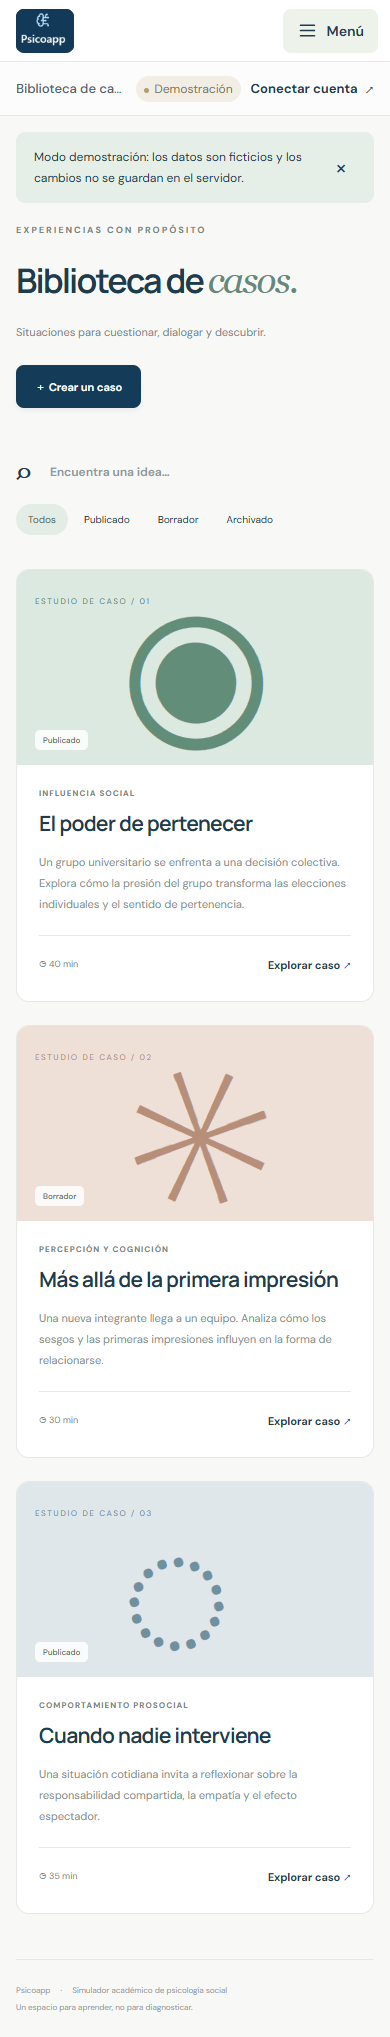 Psicoapp
Menú
Biblioteca de ca...
Demostración
Conectar cuenta ↗
Modo demostración: los datos son ficticios y los
cambios no se guardan en el servidor.
×
EXPERIENCIAS CON PROPÓSITO
Biblioteca de casos.
Situaciones para cuestionar, dialogar y descubrir.
+ Crear un caso
Encuentra una idea...
Todos
Publicado
Borrador
Archivado
ESTUDIO DE CASO / 01
Publicado
INFLUENCIA SOCIAL
El poder de pertenecer
Un grupo universitario se enfrenta a una decisión colectiva.
Explora cómo la presión del grupo transforma las elecciones
individuales y el sentido de pertenencia.
◔ 40 min
Explorar caso ↗
ESTUDIO DE CASO / 02
Borrador
PERCEPCIÓN Y COGNICIÓN
Más allá de la primera impresión
Una nueva integrante llega a un equipo. Analiza cómo los
sesgos y las primeras impresiones influyen en la forma de
relacionarse.
◔ 30 min
Explorar caso ↗
ESTUDIO DE CASO / 03
Publicado
COMPORTAMIENTO PROSOCIAL
Cuando nadie interviene
Una situación cotidiana invita a reflexionar sobre la
responsabilidad compartida, la empatía y el efecto
espectador.
◔ 35 min
Explorar caso ↗
Psicoapp · Simulador académico de psicología social
Un espacio para aprender, no para diagnosticar.